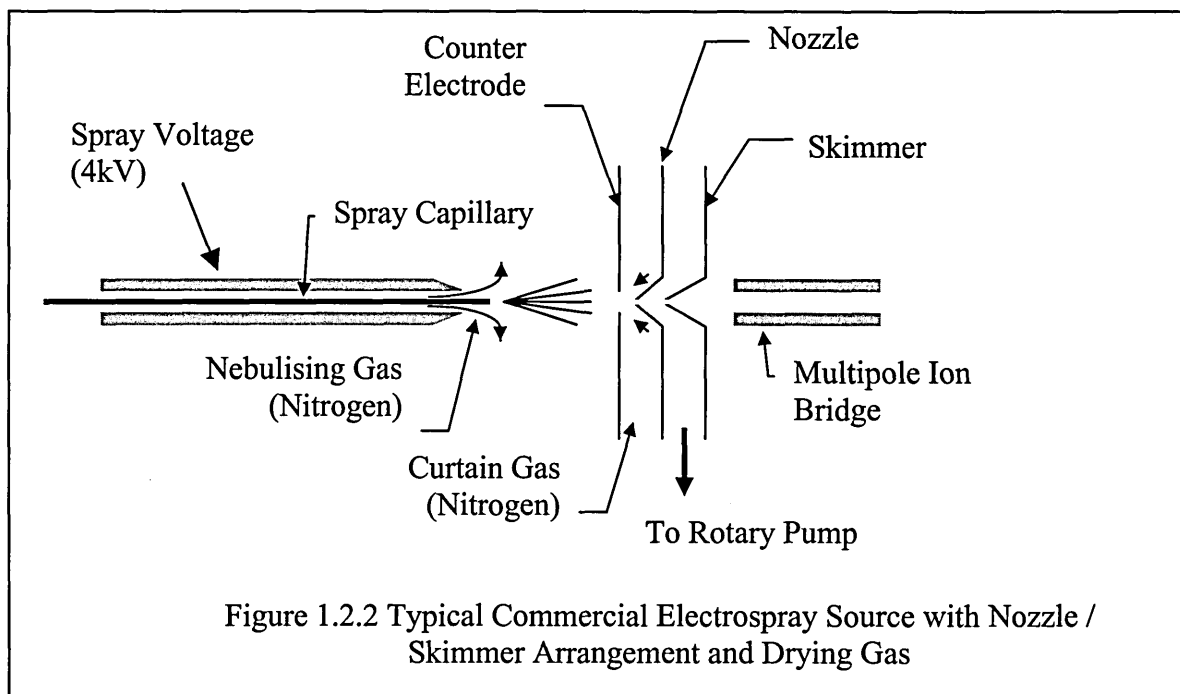 Nozzle
Counter
Electrode
Spray Voltage
(4kV)
Skimmer
Spray Capillary
Nebulising Gas
(Nitrogen)
Multipole Ion
Bridge
Curtain Gas
(Nitrogen)
To Rotary Pump
Figure 1.2.2 Typical Commercial Electrospray Source with Nozzle /
Skimmer Arrangement and Drying Gas